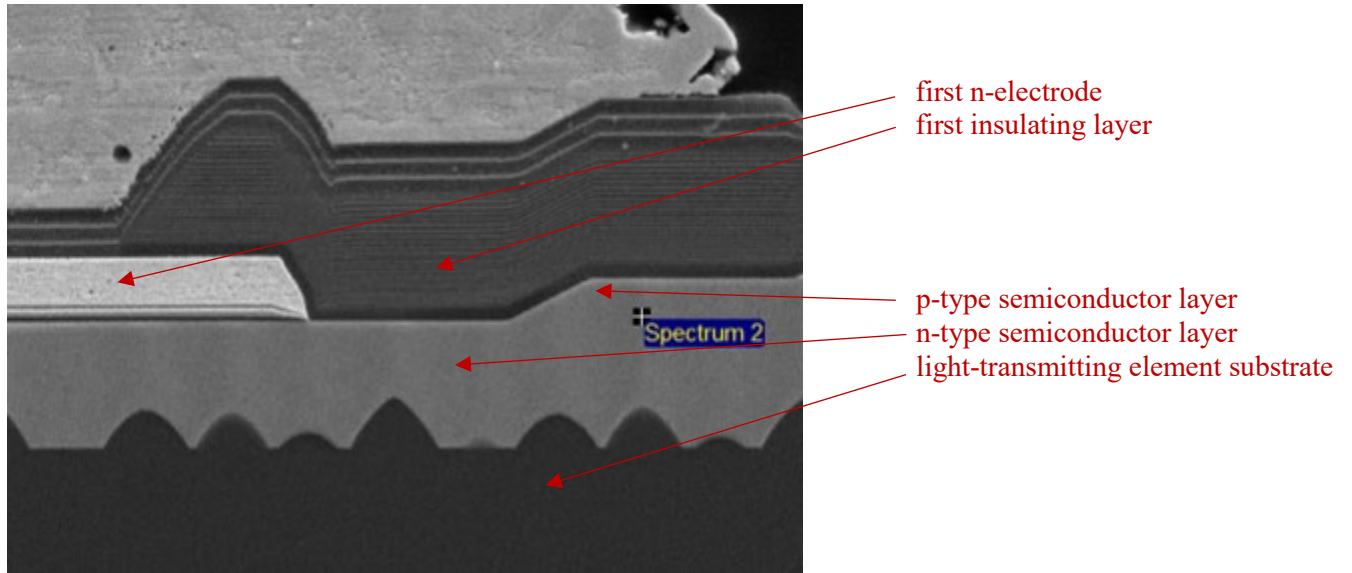 first n-electrode
first insulating layer
p-type semiconductor layer
Spectrum 2
n-type semiconductor layer
light-transmitting element substrate